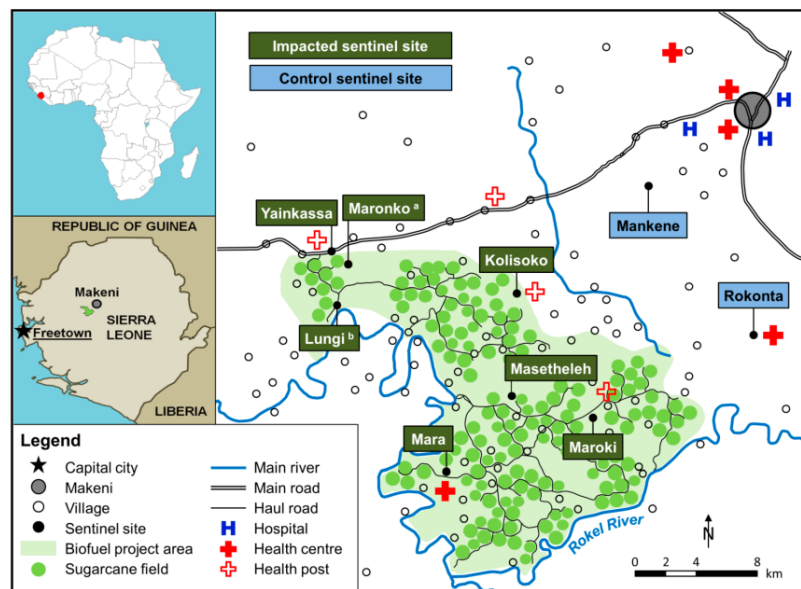 Impacted sentinel site
Control sentinel site
H
H
H
Yainkassa
Maronko a
Mankene
Kolisoko
Rokonta
Lungi b
Masetheleh
Maroki
Mara
Rokel River
N
0 2 4 8
km
REPUBLIC OF GUINEA
Makeni
SIERRA
LEONE
Freetown
LIBERIA
Legend
Capital city
Makeni
Village
Sentinel site
Biofuel project area
Sugarcane field
Main river
Main road
Haul road
H Hospital
Health centre
Health post